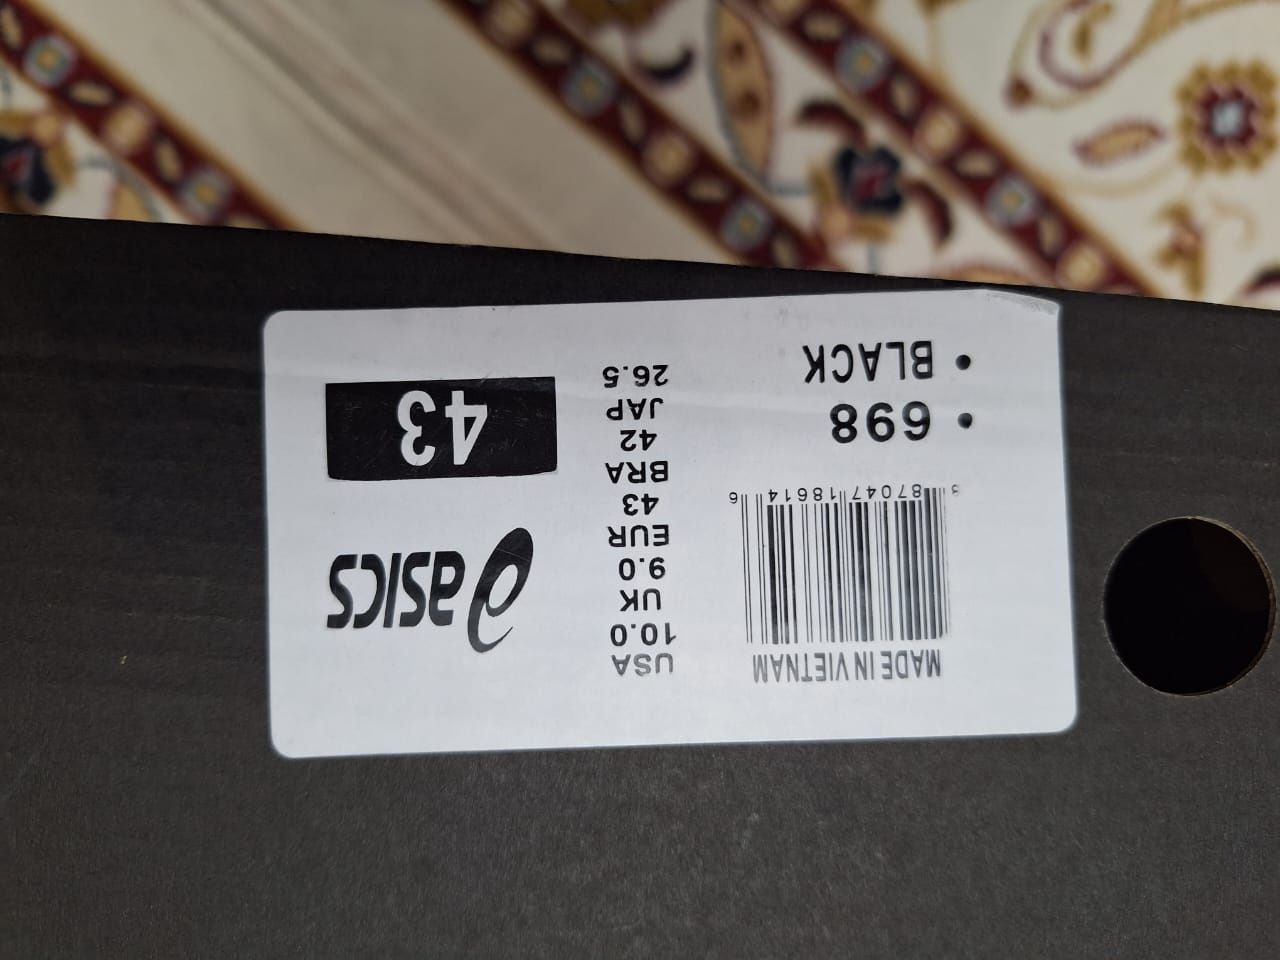 MADE IN VIETNAM
8 87047 18614 6
• 698
• BLACK
USA
10.0
UK
9.0
EUR
43
BRA
42
JAP
26.5
asics
43